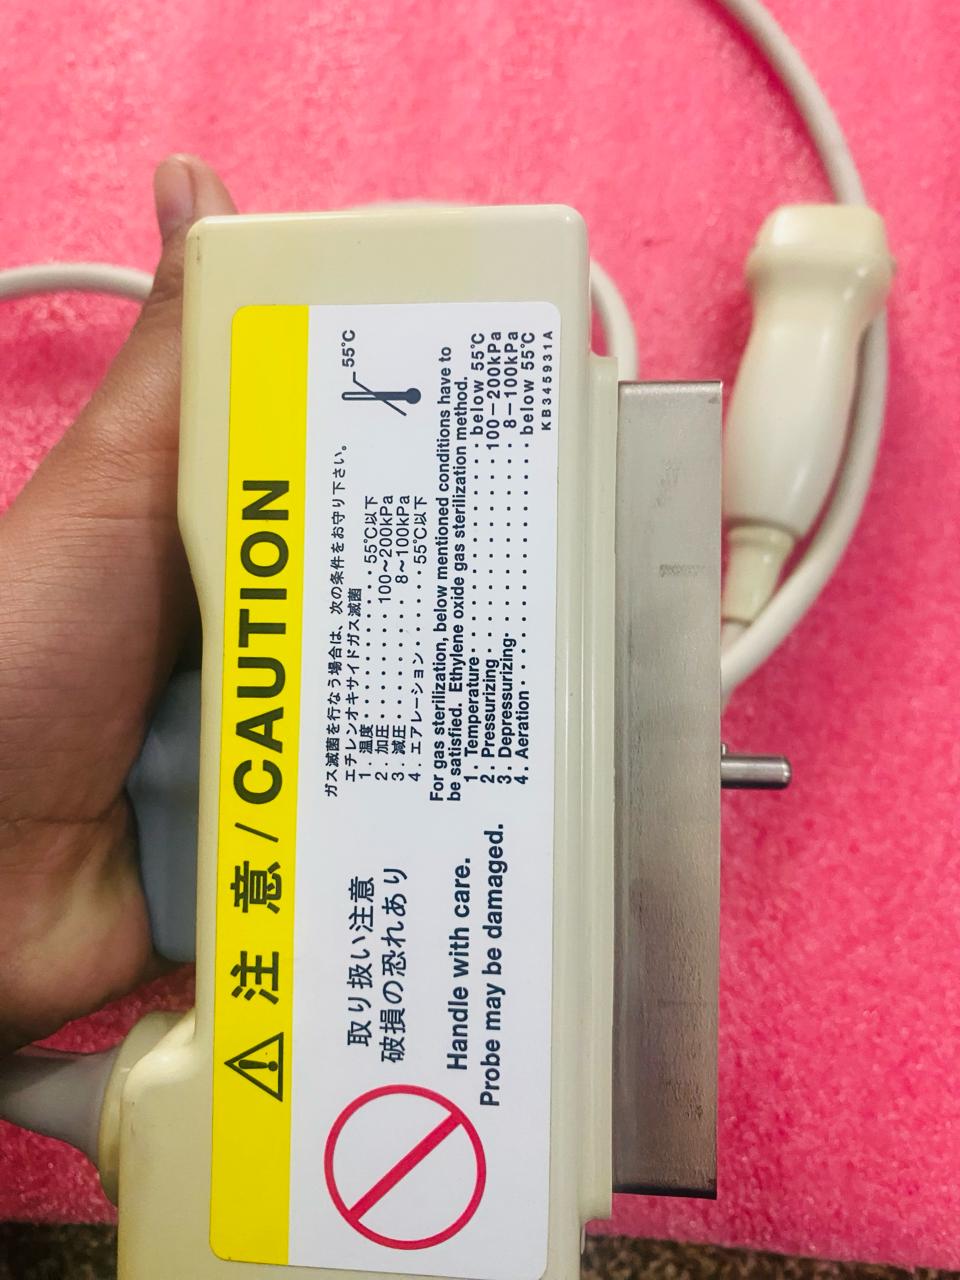 注 意 / CAUTION
取り扱い注意
破損の恐れあり
Handle with care.
Probe may be damaged.
ガス滅菌を行なう場合は、次の条件をお守り下さい。
エチレンオキサイドガス滅菌
1．温度・・・・・・・・・・・55℃以下
2．加圧・・・・・・・・100~200kPa
3．減圧・・・・・・・・・8~100kPa
4．エアレーション・・・・・・55℃以下
55℃
For gas sterilization, below mentioned conditions have to
be satisfied. Ethylene oxide gas sterilization method.
1. Temperature・・・・・・・・・・・・・・below 55℃
2. Pressurizing・・・・・・・・・・・・・100－200kPa
3. Depressurizing・・・・・・・・・・・・・8－100kPa
4. Aeration・・・・・・・・・・・・・・・・below 55℃
KB345931A